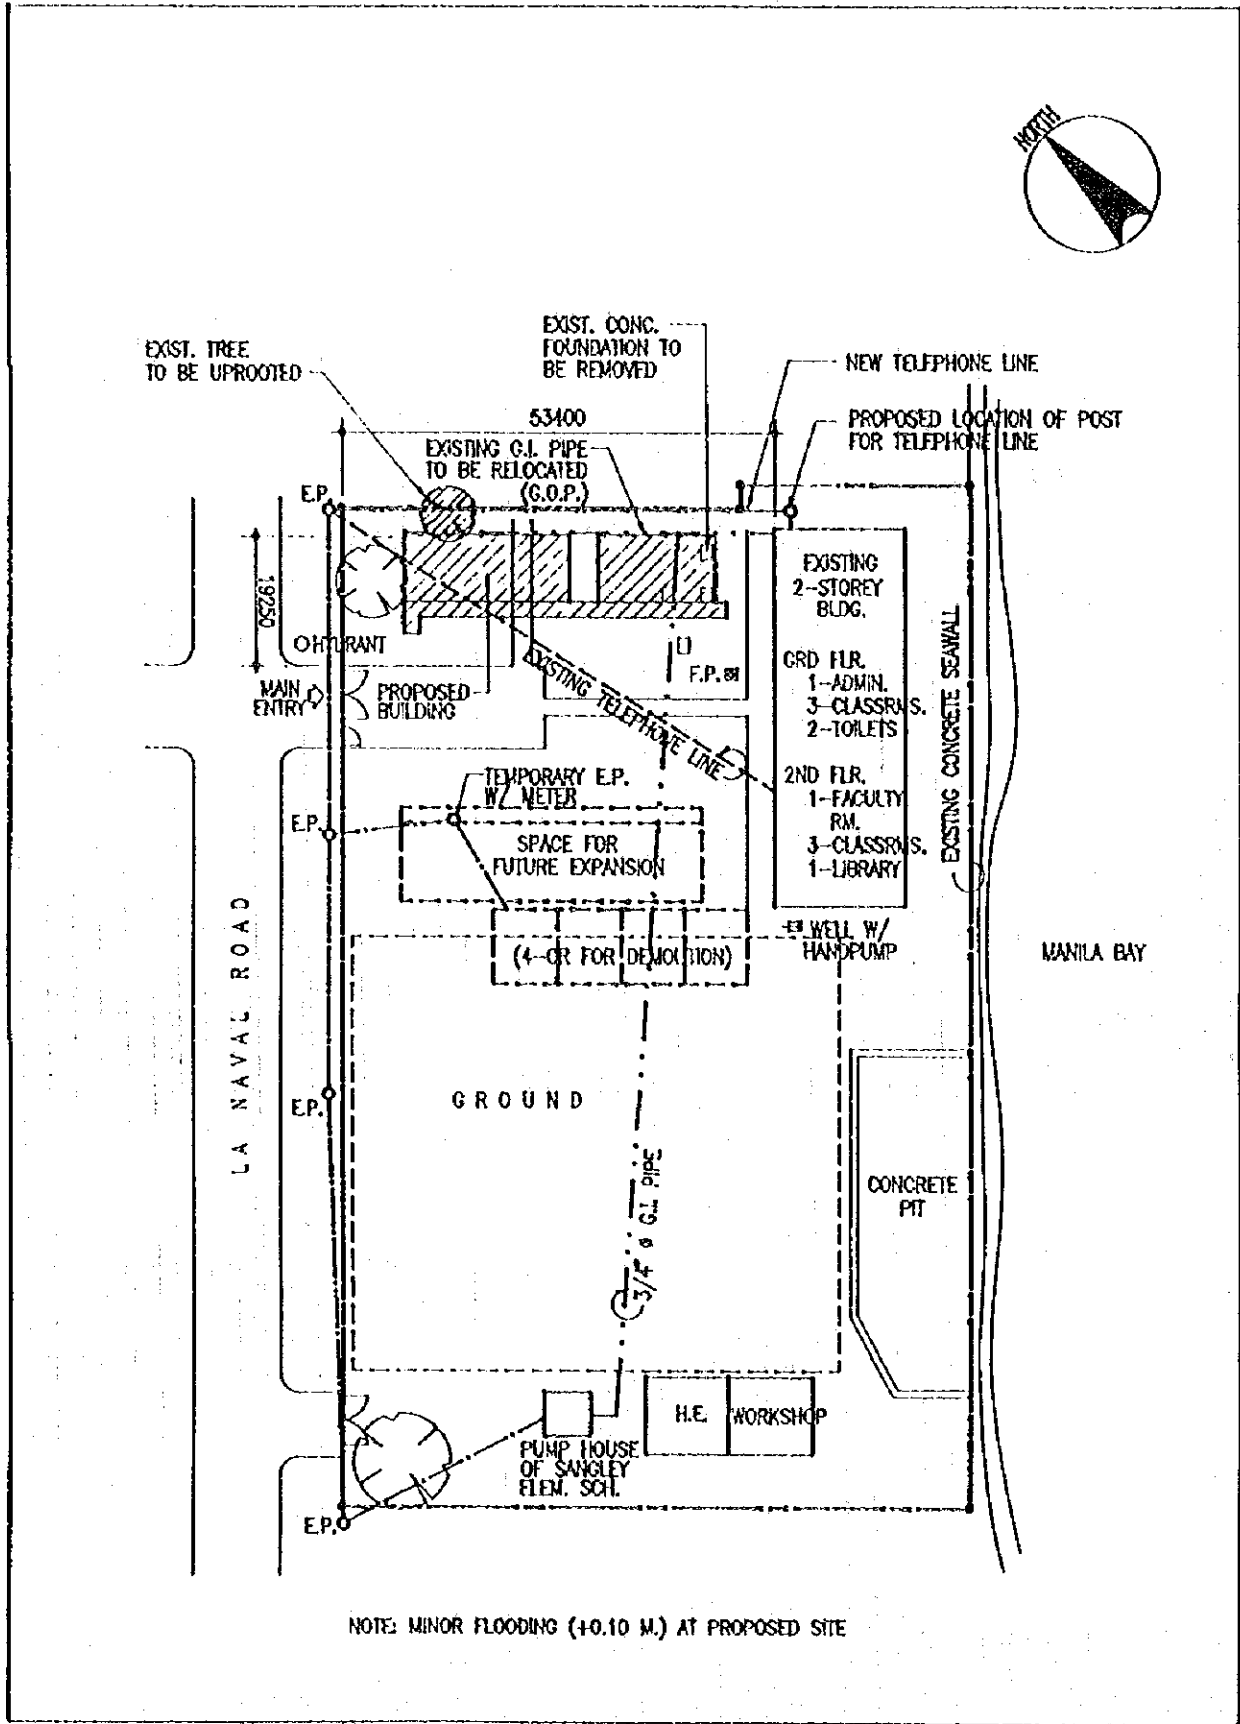 NORTH
EXIST. TREE
TO BE UPROOTED
EXIST. CONC.
FOUNDATION TO
BE REMOVED
NEW TELEPHONE LINE
53400
PROPOSED LOCATION OF POST
FOR TELEPHONE LINE
EXISTING G.I. PIPE
TO BE RELOCATED
(G.O.P.)
E.P.
19250
HYDRANT
MAIN
ENTRY
PROPOSED
BUILDING
EXISTING TELEPHONE LINE
F.P.
EXISTING
2-STOREY
BLDG.
GRD FLR.
1-ADMIN.
3-CLASSRMS.
2-TOILETS
2ND FLR.
1-FACULTY
RM.
3-CLASSRMS.
1-LIBRARY
EXISTING CONCRETE SEAWALL
TEMPORARY E.P.
W/ METER
E.P.
SPACE FOR
FUTURE EXPANSION
(4-CR FOR DEMOLITION)
WELL W/
HANDPUMP
MANILA BAY
LA NAVAL ROAD
E.P.
GROUND
3/4" ø G.I. PIPE
CONCRETE
PIT
H.E.
WORKSHOP
PUMP HOUSE
OF SANGLEY
ELEM. SCH.
E.P.
NOTE: MINOR FLOODING (+0.10 M.) AT PROPOSED SITE